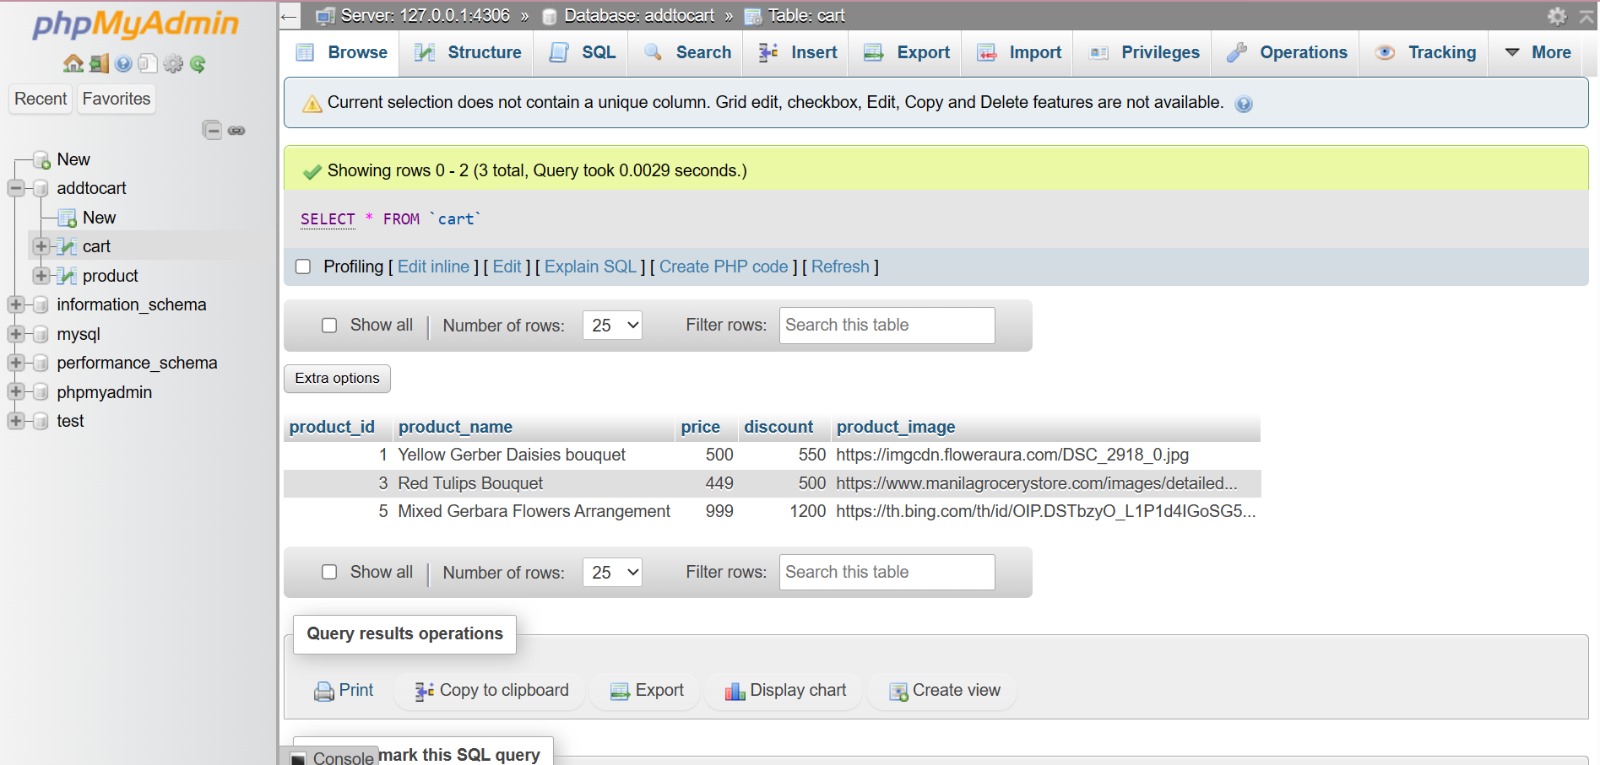 phpMyAdmin
Recent Favorites
New
addtocart
New
cart
product
information_schema
mysql
performance_schema
phpmyadmin
test
Server: 127.0.0.1:4306 » Database: addtocart » Table: cart
Browse Structure SQL Search Insert Export Import Privileges Operations Tracking More
Current selection does not contain a unique column. Grid edit, checkbox, Edit, Copy and Delete features are not available.
Showing rows 0 - 2 (3 total, Query took 0.0029 seconds.)
SELECT * FROM `cart`
Profiling [ Edit inline ] [ Edit ] [ Explain SQL ] [ Create PHP code ] [ Refresh ]
Show all | Number of rows: 25 Filter rows: Search this table
Extra options
product_id product_name price discount product_image
1 Yellow Gerber Daisies bouquet 500 550 https://imgcdn.floweraura.com/DSC_2918_0.jpg
3 Red Tulips Bouquet 449 500 https://www.manilagrocerystore.com/images/detailed...
5 Mixed Gerbara Flowers Arrangement 999 1200 https://th.bing.com/th/id/OIP.DSTbzyO_L1P1d4IGoSG5...
Show all | Number of rows: 25 Filter rows: Search this table
Query results operations
Print Copy to clipboard Export Display chart Create view
Console mark this SQL query